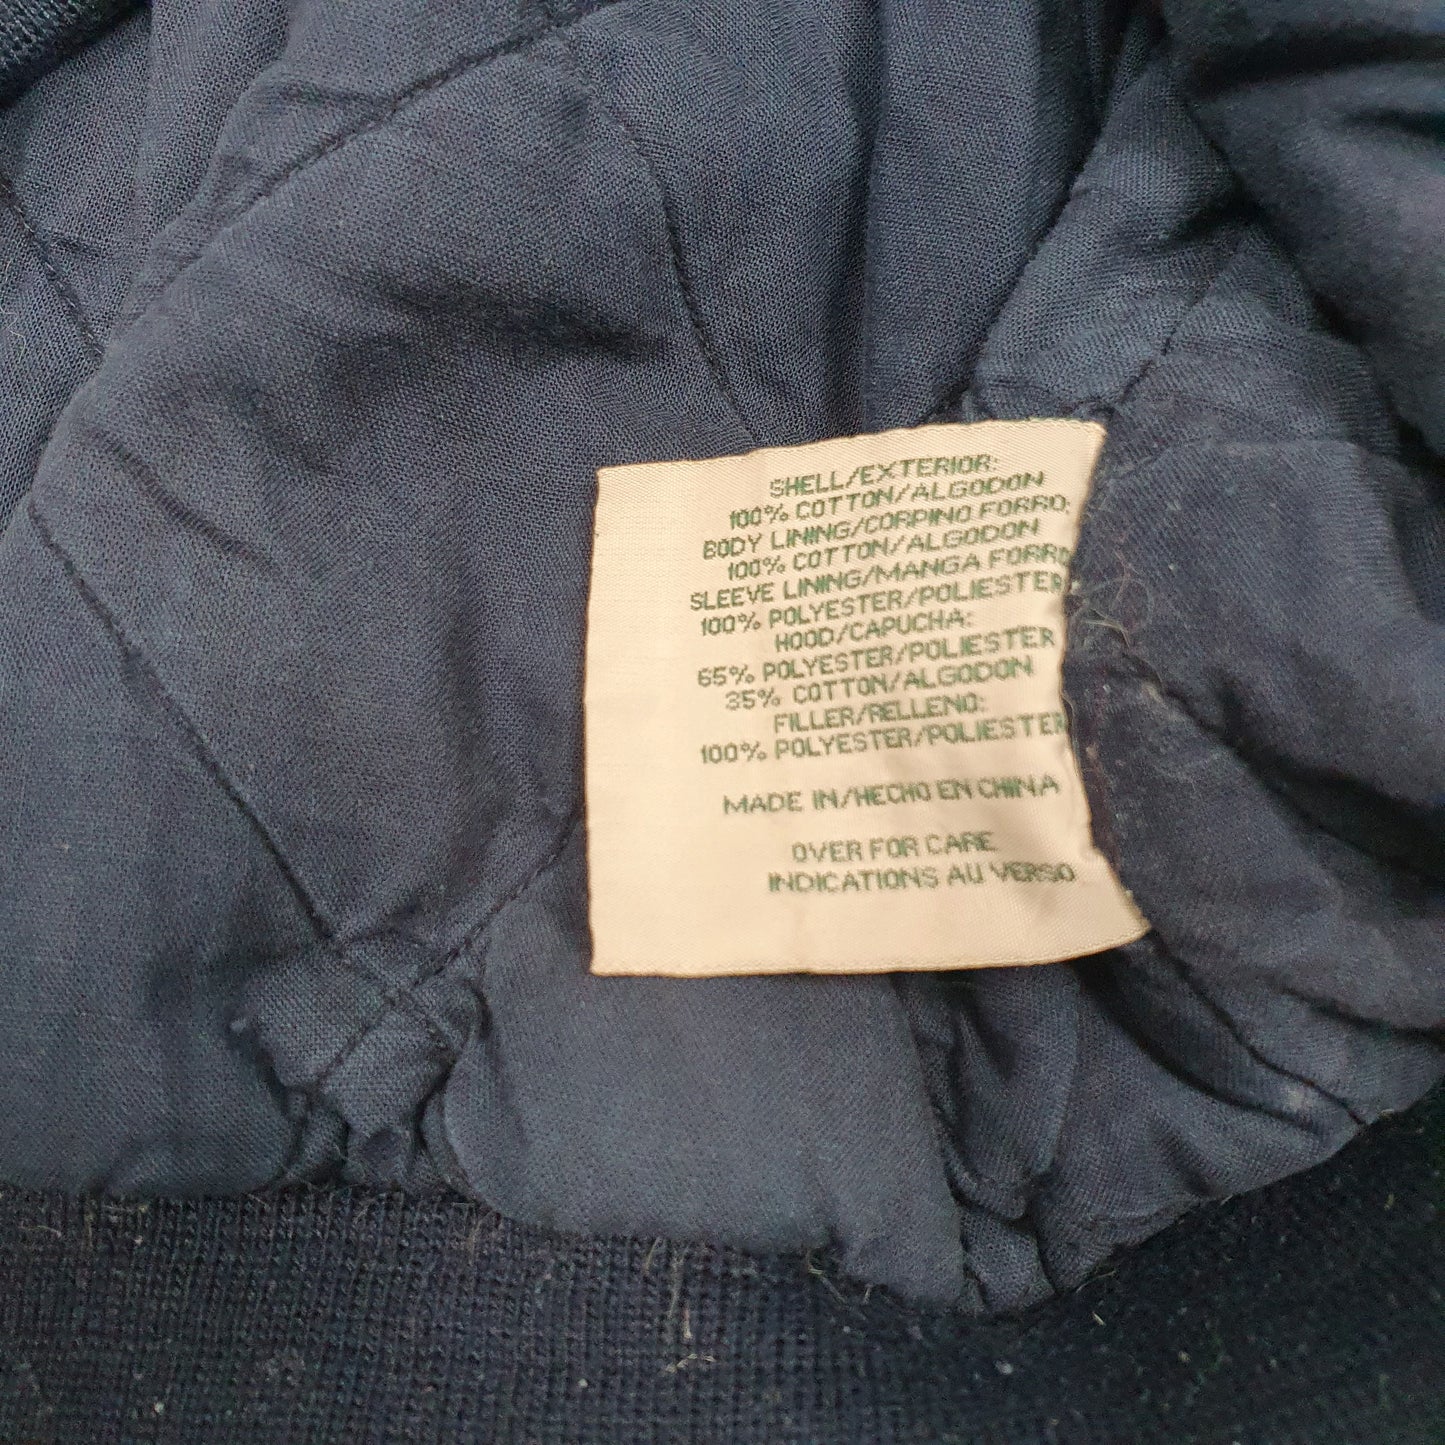 SHELL/EXTERIOR:
100% COTTON/ALGODON
BODY LINING/CORPINO FORRO:
100% COTTON/ALGODON
SLEEVE LINING/MANGA FORRO
100% POLYESTER/POLIESTER
HOOD/CAPUCHA:
65% POLYESTER/POLIESTER
35% COTTON/ALGODON
FILLER/RELLENO:
100% POLYESTER/POLIESTER
MADE IN/HECHO EN CHINA
OVER FOR CARE
INDICATIONS AU VERSO